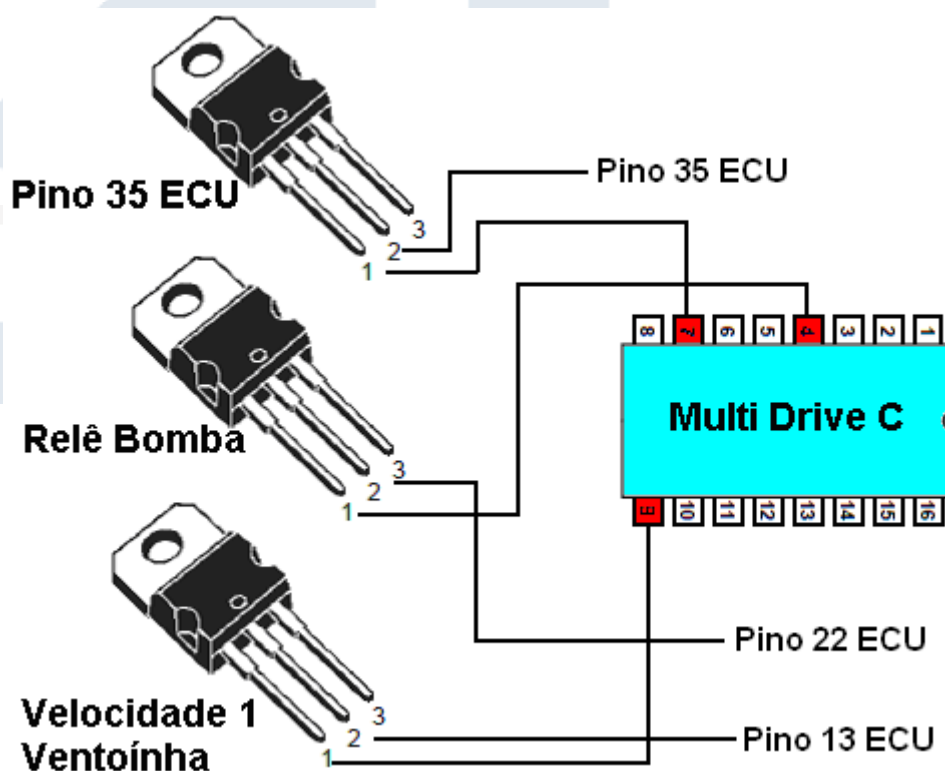 Pino 35 ECU
3
2
1
Pino 35 ECU
Relê Bomba
3
2
1
8 7 6 5 4 3 2 1
Multi Drive C
9 10 11 12 13 14 15 16
Pino 22 ECU
Velocidade 1
Ventoínha
3
2
1
Pino 13 ECU